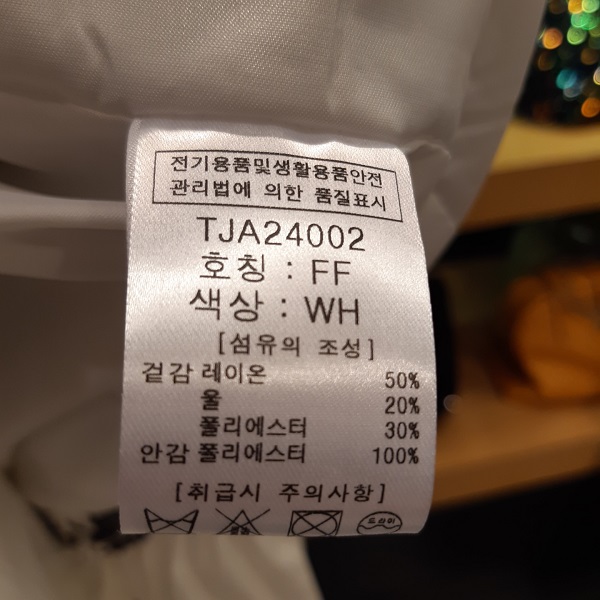 전기용품및생활용품안전
관리법에 의한 품질표시
TJA24002
호칭 : FF
색상 : WH
[섬유의 조성]
겉감 레이온 50%
울 20%
폴리에스터 30%
안감 폴리에스터 100%
[취급시 주의사항]
드라이